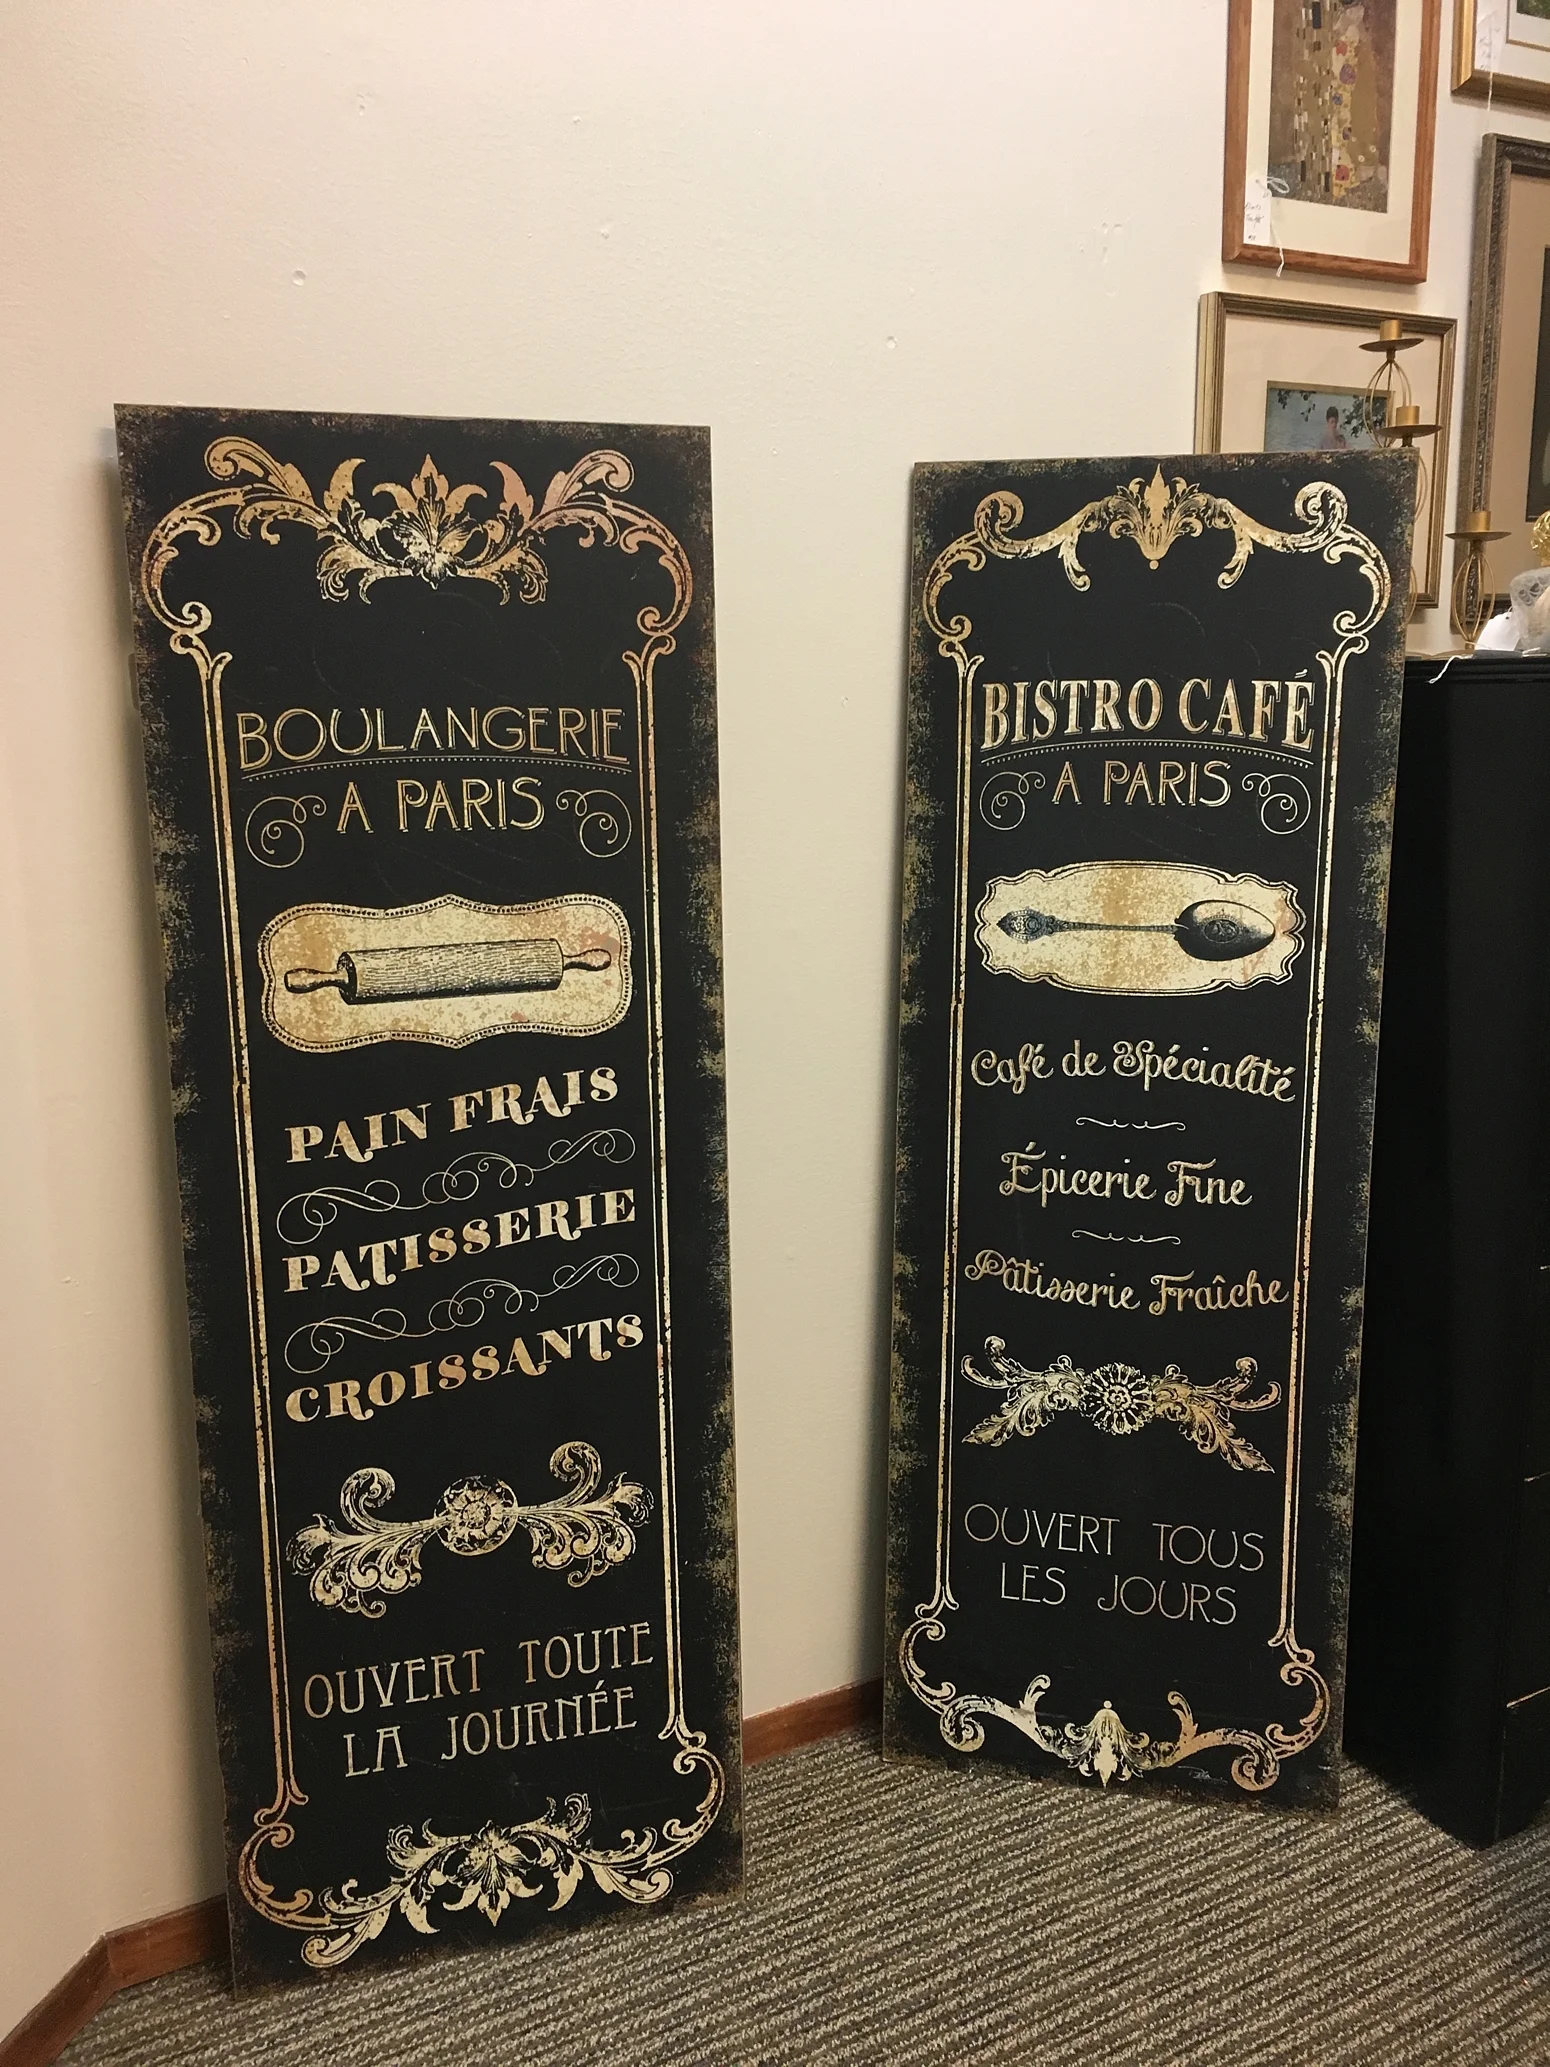 BOULANGERIE
A PARIS
PAIN FRAIS
PATISSERIE
CROISSANTS
OUVERT TOUTE
LA JOURNÉE
BISTRO CAFÉ
A PARIS
Café de Spécialité
Épicerie Fine
Pâtisserie Fraîche
OUVERT TOUS
LES JOURS